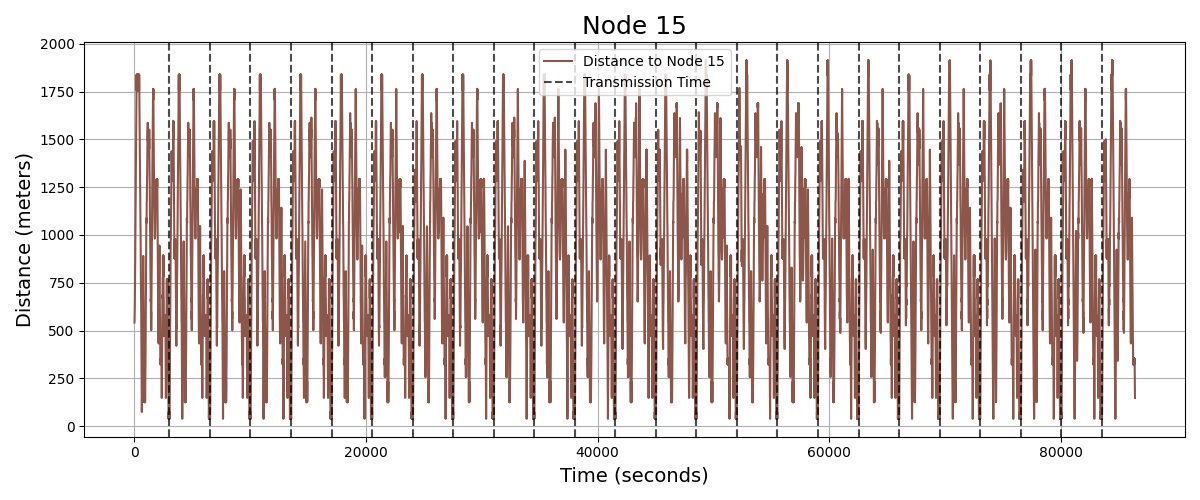 Node 15
Distance (meters)
2000
1750
1500
1250
1000
750
500
250
0
Distance to Node 15
Transmission Time
0
20000
40000
60000
80000
Time (seconds)